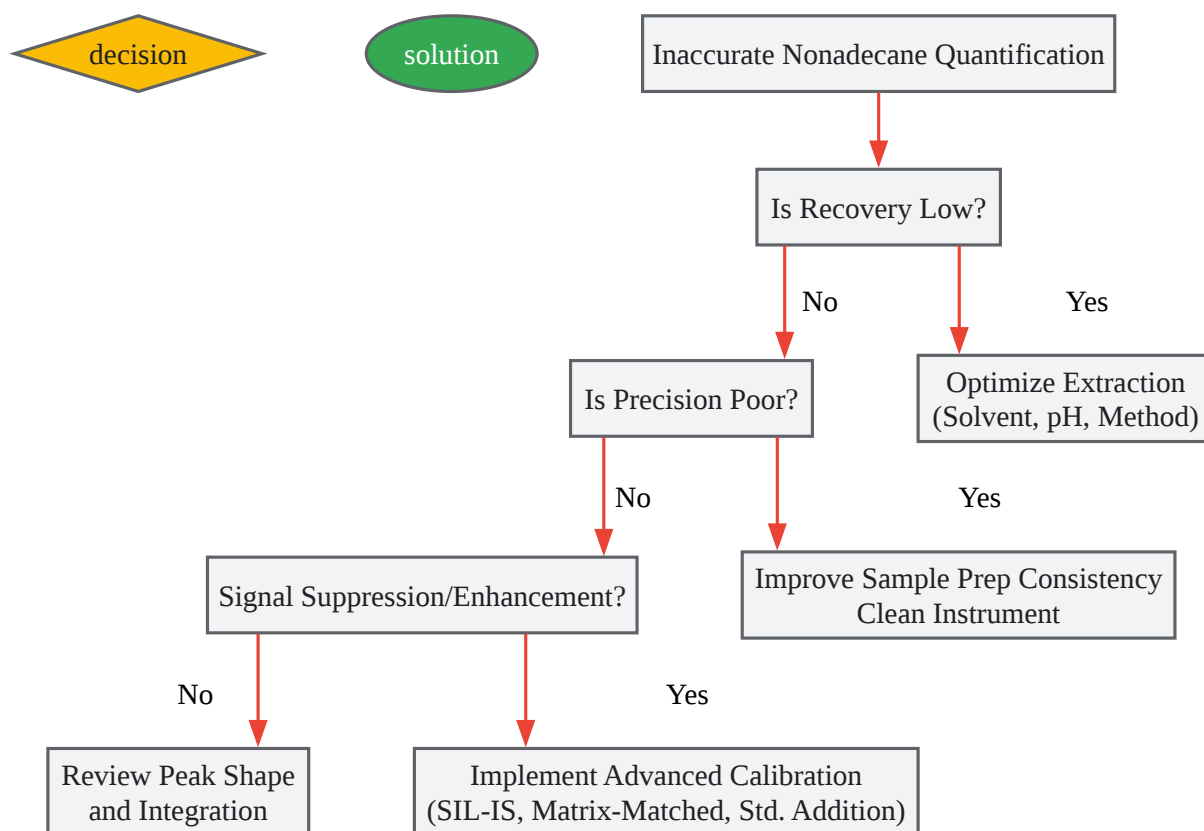 decision
solution
Inaccurate Nonadecane Quantification
Is Recovery Low?
No
Yes
Is Precision Poor?
Optimize Extraction
(Solvent, pH, Method)
No
Yes
Signal Suppression/Enhancement?
Improve Sample Prep Consistency
Clean Instrument
No
Yes
Review Peak Shape
and Integration
Implement Advanced Calibration
(SIL-IS, Matrix-Matched, Std. Addition)